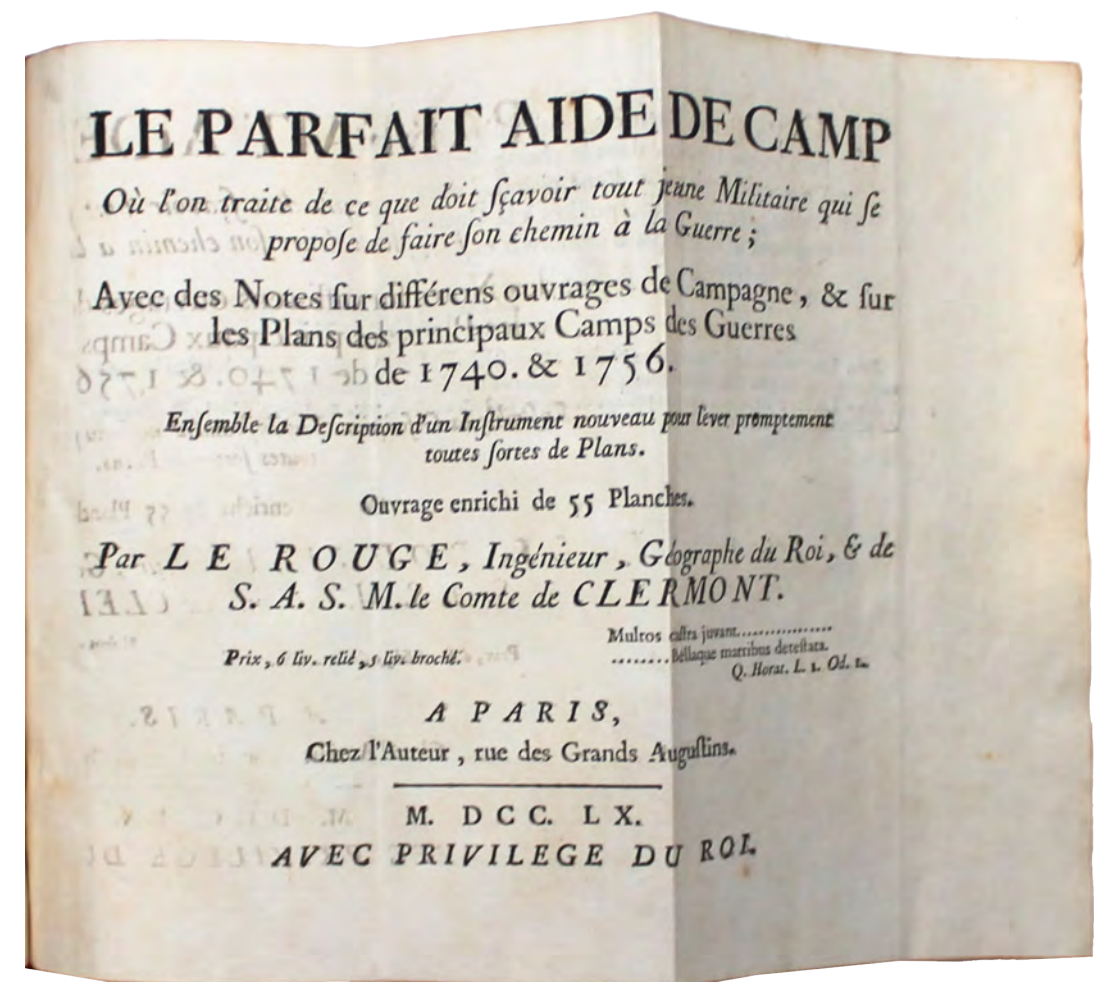 LE PARFAIT AIDE DE CAMP
Où l'on traite de ce que doit ſçavoir tout jeune Militaire qui ſe
propoſe de faire ſon chemin à la Guerre ;
Avec des Notes ſur différens ouvrages de Campagne, & ſur
les Plans des principaux Camps des Guerres
de 1740. & 1756.
Enſemble la Deſcription d'un Inſtrument nouveau pour lever promptement
toutes ſortes de Plans.
Ouvrage enrichi de 55 Planches.
Par LE ROUGE, Ingénieur, Géographe du Roi, & de
S. A. S. M. le Comte de CLERMONT.
Multos caſtra juvant.................
Prix, 6 liv. relié, 5 liv. broché.
........Bellaque matribus deteſtata.
Q. Horat. L. 1. Od. 1.
A PARIS,
Chez l'Auteur, rue des Grands Auguſtins.
M. DCC. LX.
AVEC PRIVILEGE DU ROI.